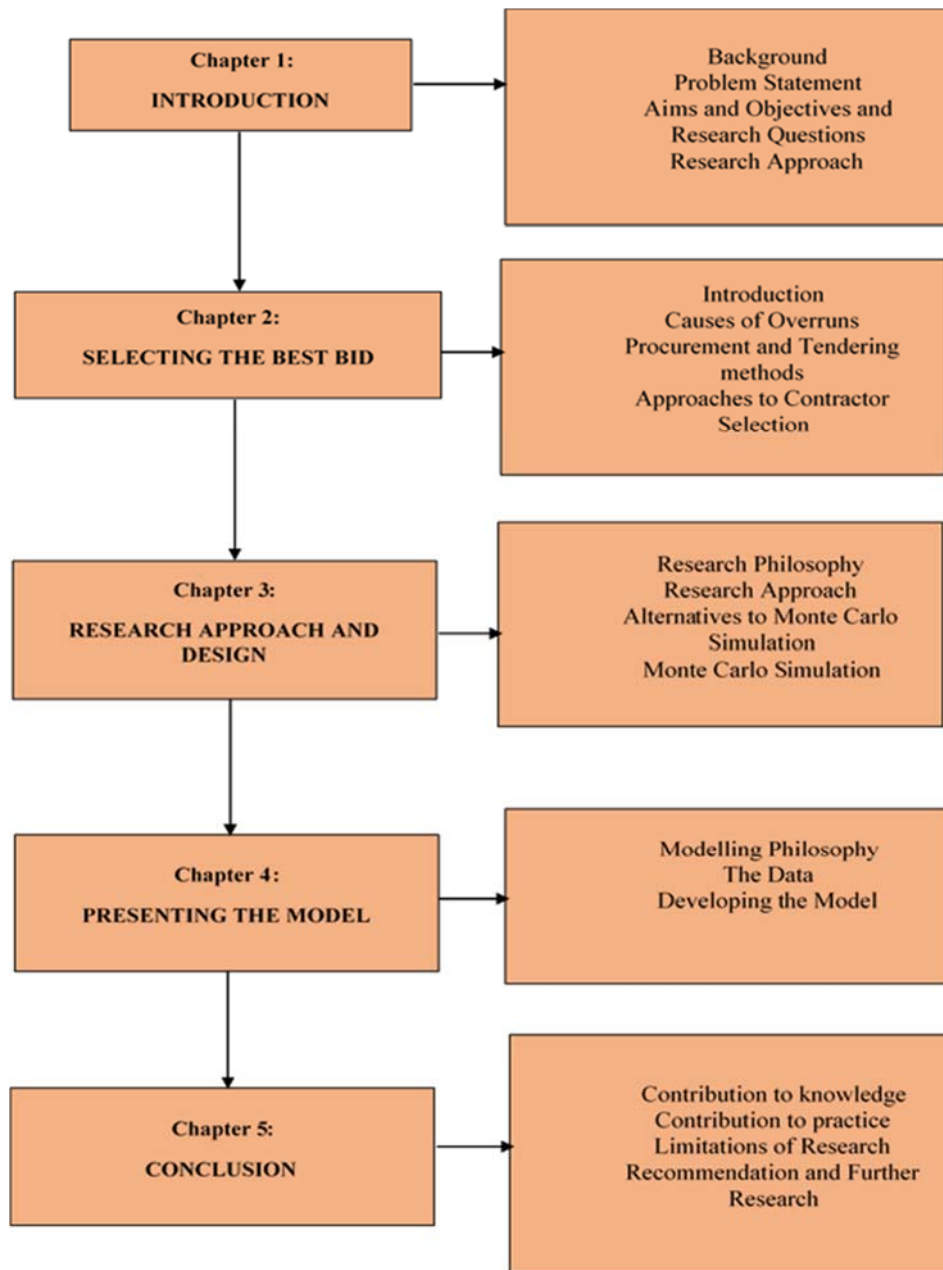 Chapter 1:
INTRODUCTION
Background
Problem Statement
Aims and Objectives and
Research Questions
Research Approach
Chapter 2:
SELECTING THE BEST BID
Introduction
Causes of Overruns
Procurement and Tendering
methods
Approaches to Contractor
Selection
Chapter 3:
RESEARCH APPROACH AND
DESIGN
Research Philosophy
Research Approach
Alternatives to Monte Carlo
Simulation
Monte Carlo Simulation
Chapter 4:
PRESENTING THE MODEL
Modelling Philosophy
The Data
Developing the Model
Chapter 5:
CONCLUSION
Contribution to knowledge
Contribution to practice
Limitations of Research
Recommendation and Further
Research